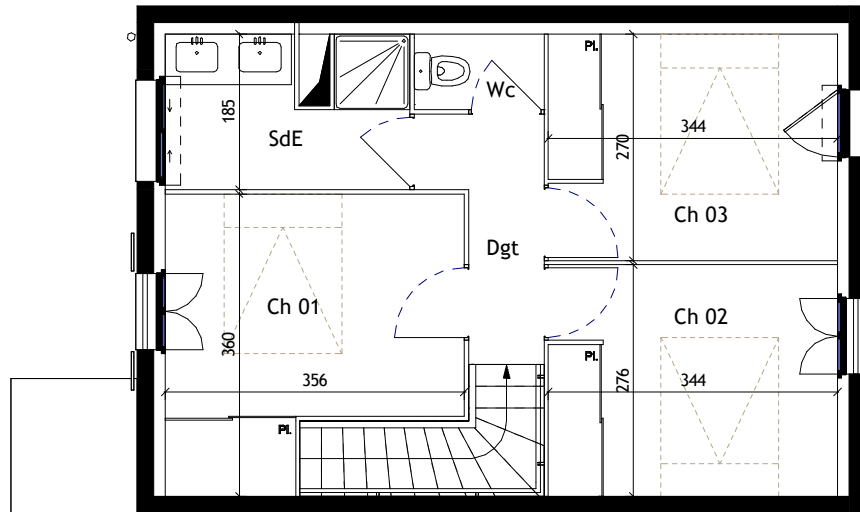 Pl.
Wc
185
SdE
344
270
Ch 03
Dgt
Ch 01
Ch 02
360
356
Pl.
276
344
Pl.